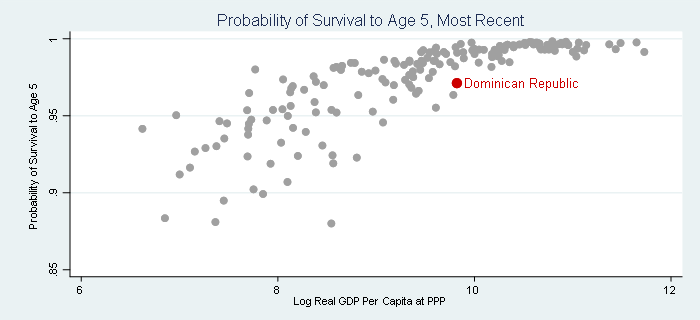 Probability of Survival to Age 5, Most Recent
Probability of Survival to Age 5
1
.95
.9
.85
Dominican Republic
6
8
10
12
Log Real GDP Per Capita at PPP